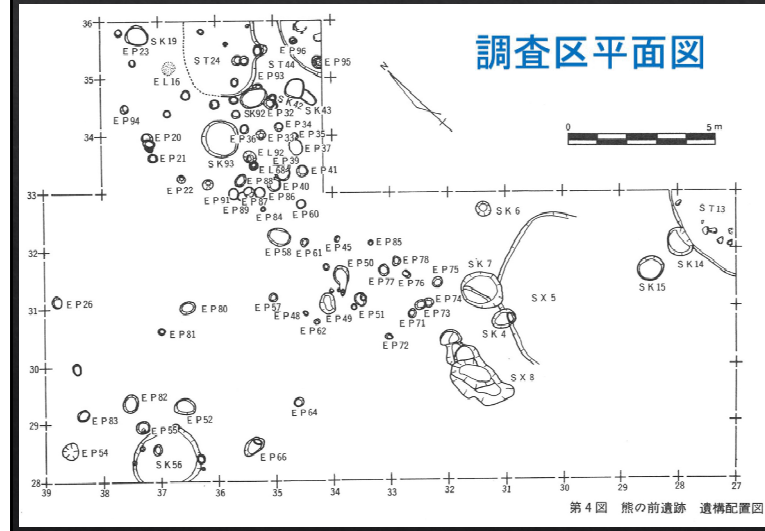 調査区平面図
36
35
34
33
32
31
30
29
28
SK19
EP23
ST24
EL16
EP94
EP20
EP21
EP22
SK93
EP96
ST44
EP95
EP93
SK92
SK42
SK43
EP32
EP34
EP36
EP33
EP35
EP37
EL92
EP39
EL68
EP41
EP88
EP40
EP91
EP87
EP86
EP89
EP84
EP60
N
0
5m
EP58
EP61
EP45
EP85
EP50
EP78
EP77
EP76
EP75
EP26
EP80
EP57
EP48
EP49
EP51
EP74
EP73
EP71
EP62
EP72
EP81
SK6
SK7
SX5
SK4
SX8
ST13
SK14
SK15
EP82
EP83
EP52
EP55
EP54
SK56
EP64
EP66
39
38
37
36
35
34
33
32
31
30
29
28
27
第4図 熊の前遺跡 遺構配置図